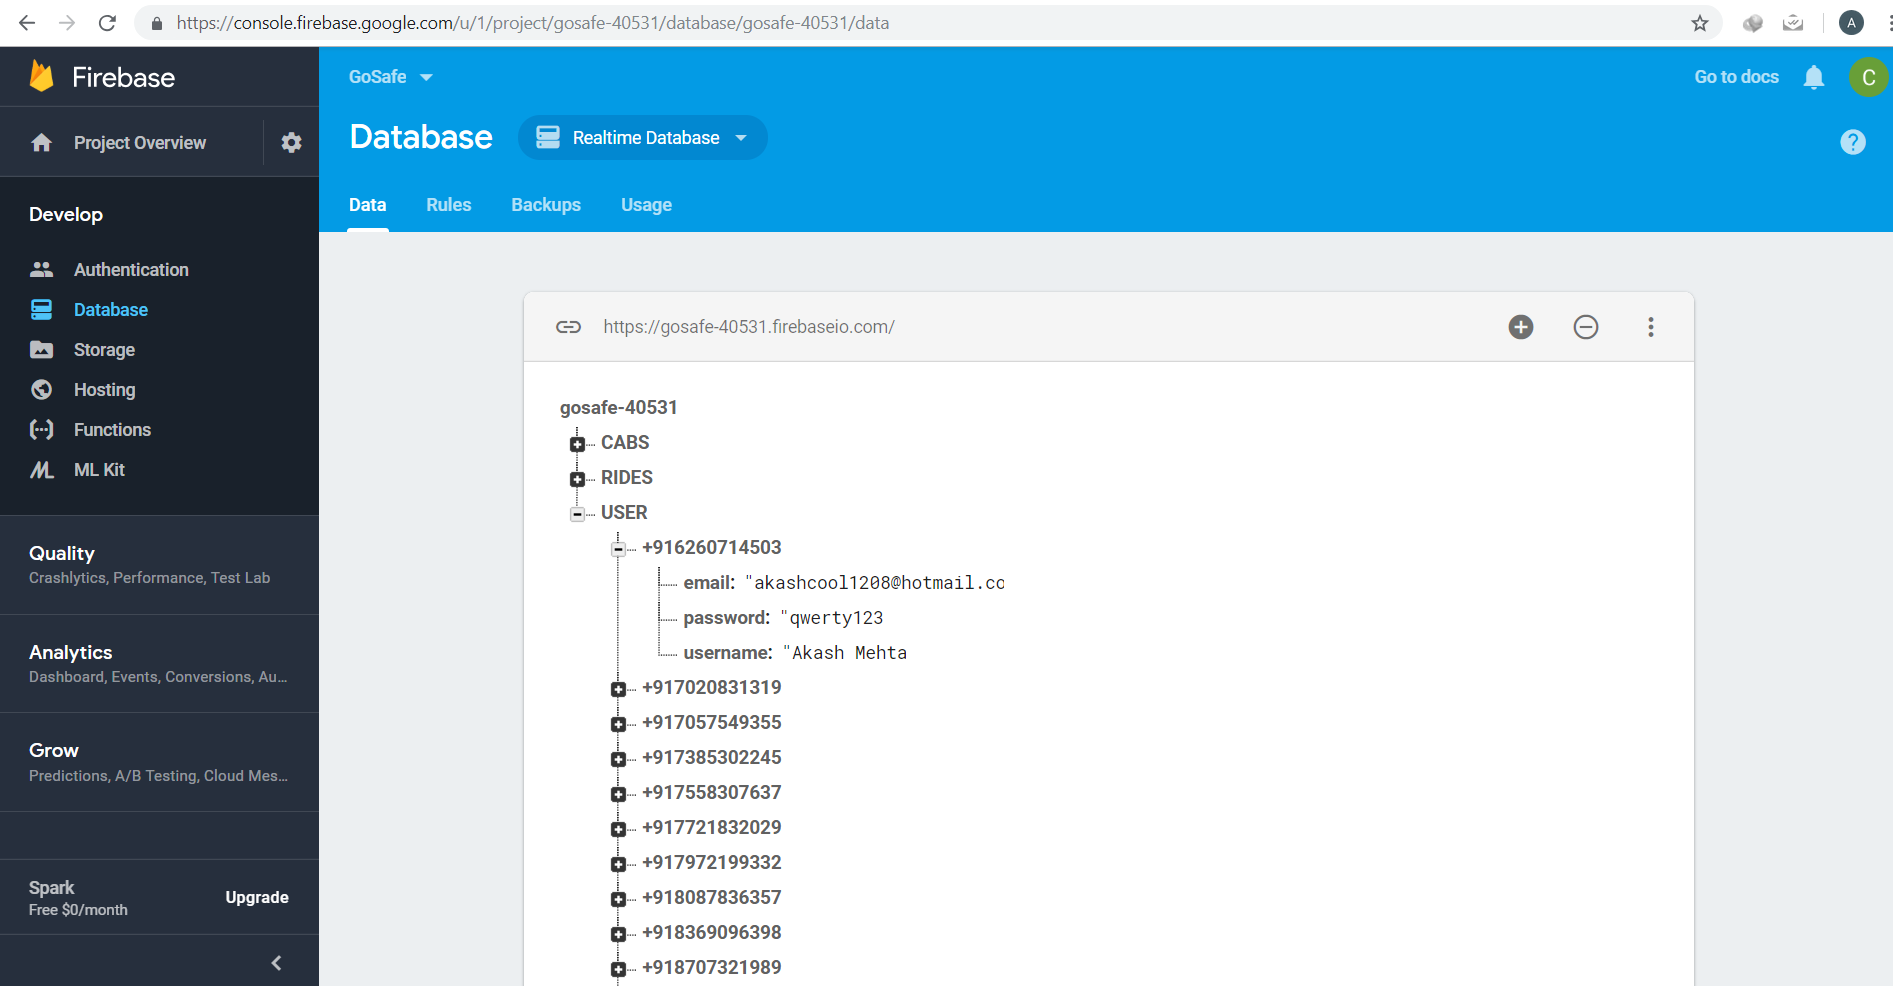 https://console.firebase.google.com/u/1/project/gosafe-40531/database/gosafe-40531/data
A
Firebase
Project Overview
Develop
Authentication
Database
Storage
Hosting
Functions
ML Kit
Quality
Crashlytics, Performance, Test Lab
Analytics
Dashboard, Events, Conversions, Au...
Grow
Predictions, A/B Testing, Cloud Mes...
Spark
Free $0/month
Upgrade
GoSafe
Go to docs
C
Database
Realtime Database
?
Data Rules Backups Usage
https://gosafe-40531.firebaseio.com/
gosafe-40531
CABS
RIDES
USER
+916260714503
email: "akashcool1208@hotmail.co
password: "qwerty123
username: "Akash Mehta
+917020831319
+917057549355
+917385302245
+917558307637
+917721832029
+917972199332
+918087836357
+918369096398
+918707321989